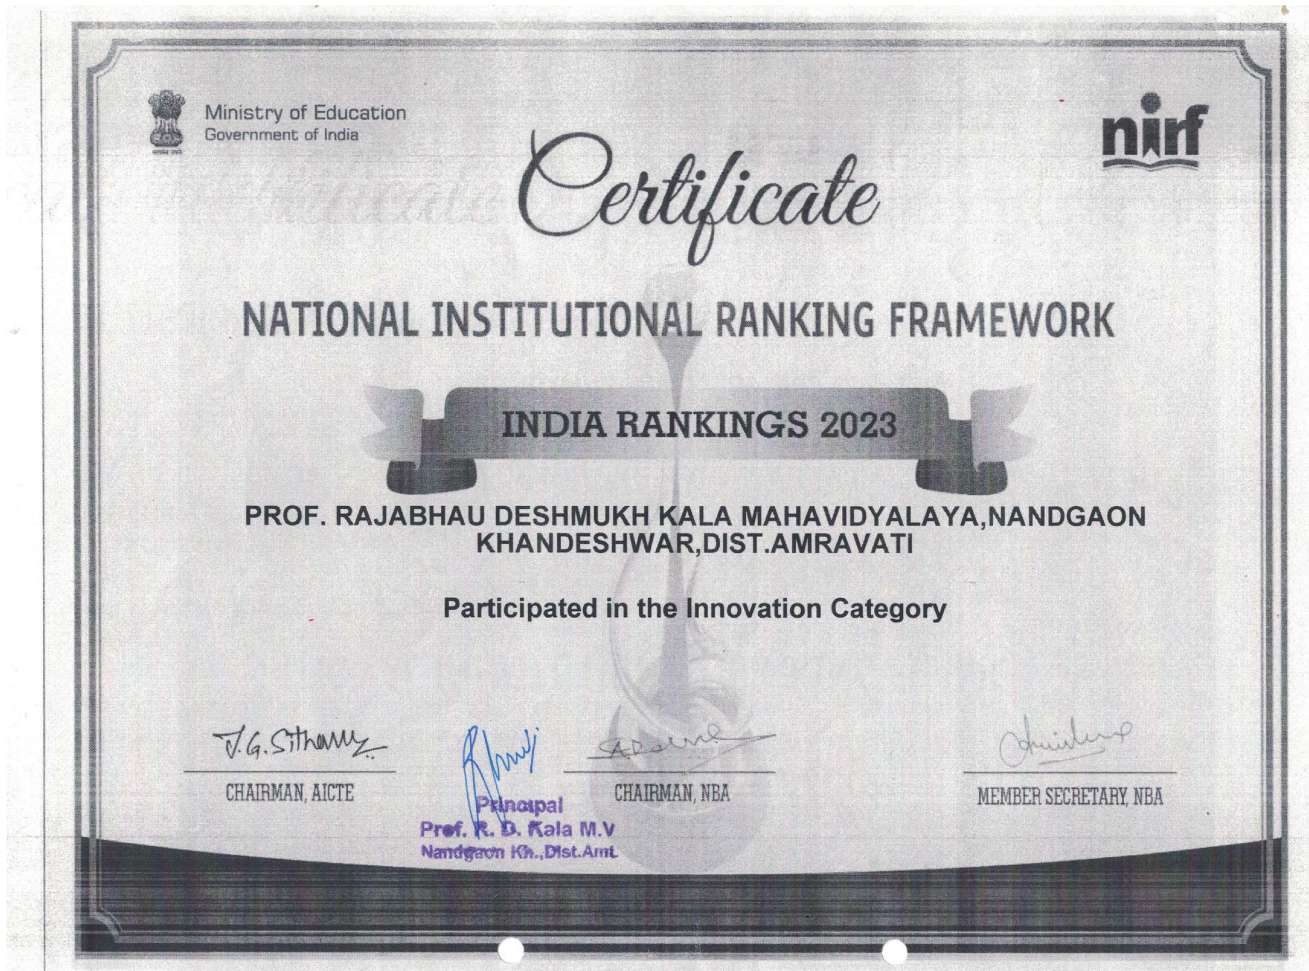 Ministry of Education
Government of India
nirf
Certificate
NATIONAL INSTITUTIONAL RANKING FRAMEWORK
INDIA RANKINGS 2023
PROF. RAJABHAU DESHMUKH KALA MAHAVIDYALAYA,NANDGAON
KHANDESHWAR,DIST.AMRAVATI
Participated in the Innovation Category
T.G. Sitharam
CHAIRMAN, AICTE
CHAIRMAN, NBA
MEMBER SECRETARY, NBA
Principal
Prof. R. D. Kala M.V
Nandgaon Kh.,Dist.Amt.